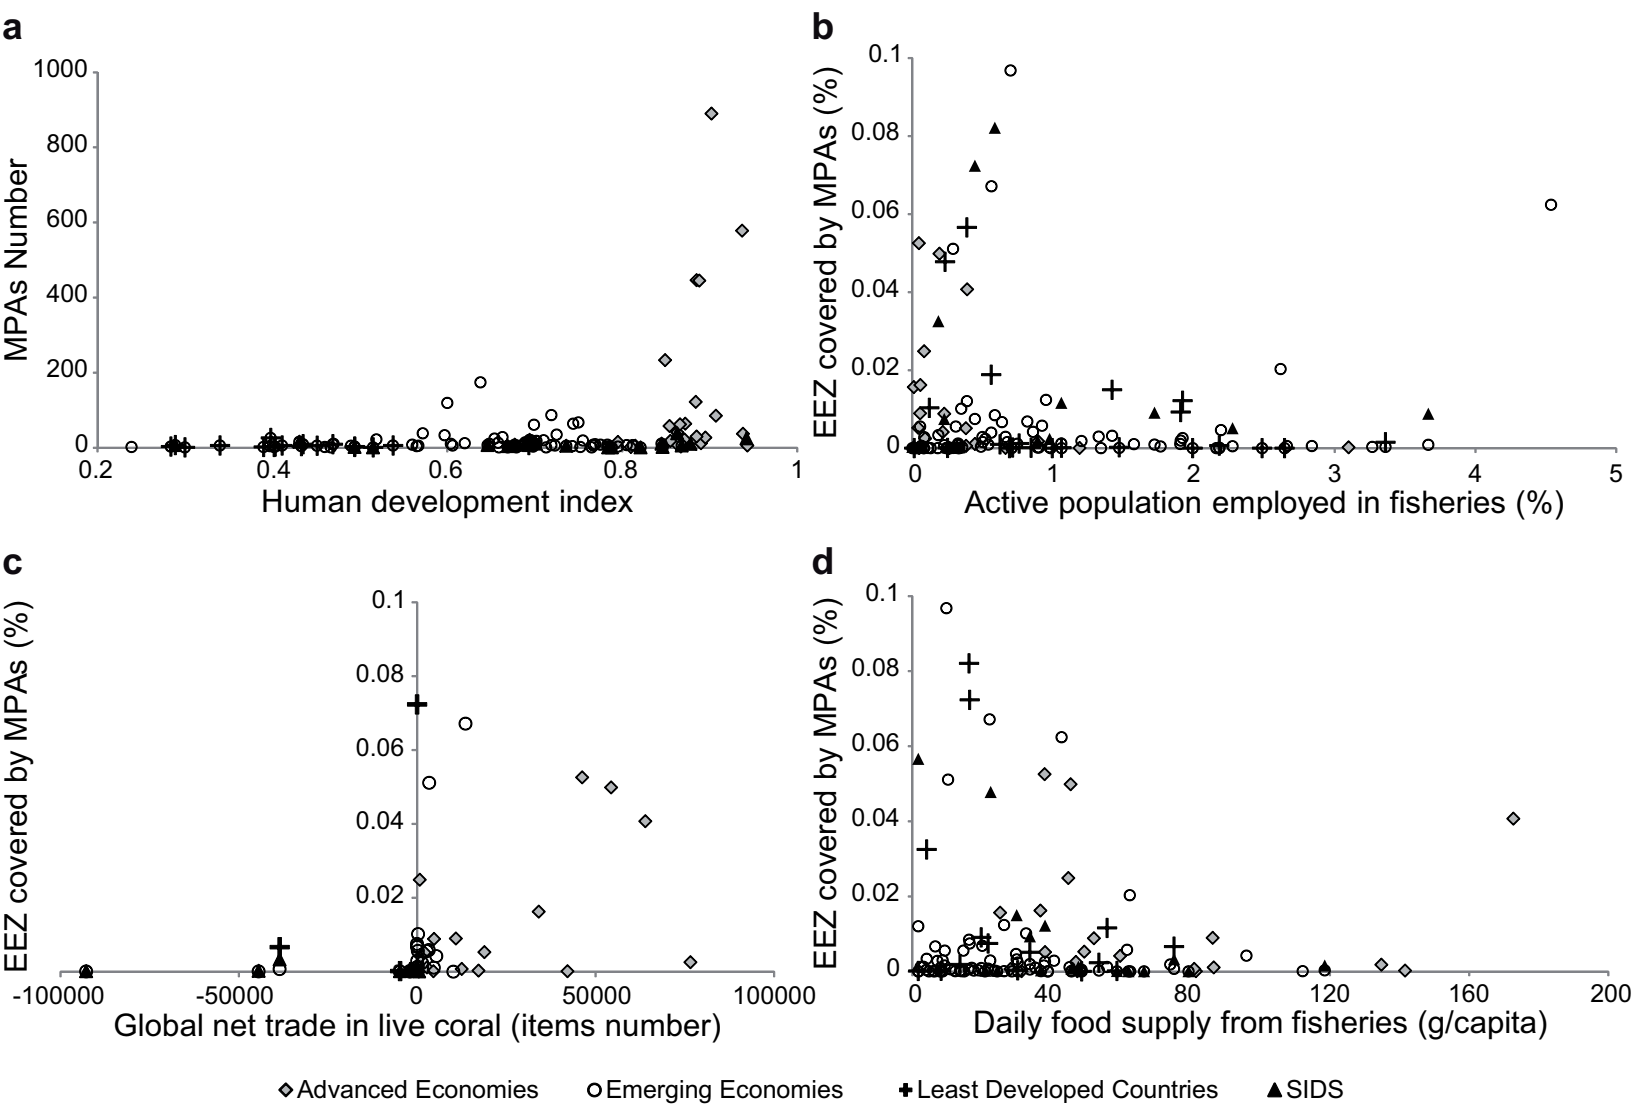 a
1000
800
600
400
200
0
MPAs Number
0.2 0.4 0.6 0.8 1
Human development index
b
0.1
0.08
0.06
0.04
0.02
0
EEZ covered by MPAs (%)
0 1 2 3 4 5
Active population employed in fisheries (%)
c
0.1
0.08
0.06
0.04
0.02
EEZ covered by MPAs (%)
-100000 -50000 0 50000 100000
Global net trade in live coral (items number)
d
0.1
0.08
0.06
0.04
0.02
0
EEZ covered by MPAs (%)
0 40 80 120 160 200
Daily food supply from fisheries (g/capita)
Advanced Economies Emerging Economies Least Developed Countries SIDS